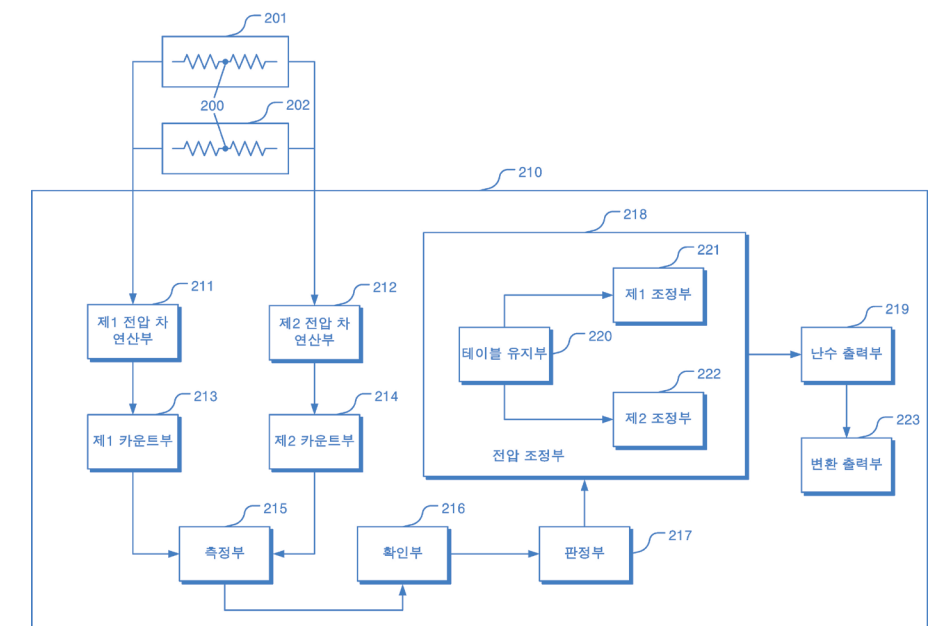 201
200
202
210
218
211
212
221
제1 전압 차
연산부
제2 전압 차
연산부
제1 조정부
219
테이블 유지부
220
난수 출력부
213
214
222
제1 카운트부
제2 카운트부
제2 조정부
223
전압 조정부
변환 출력부
215
216
측정부
확인부
판정부
217